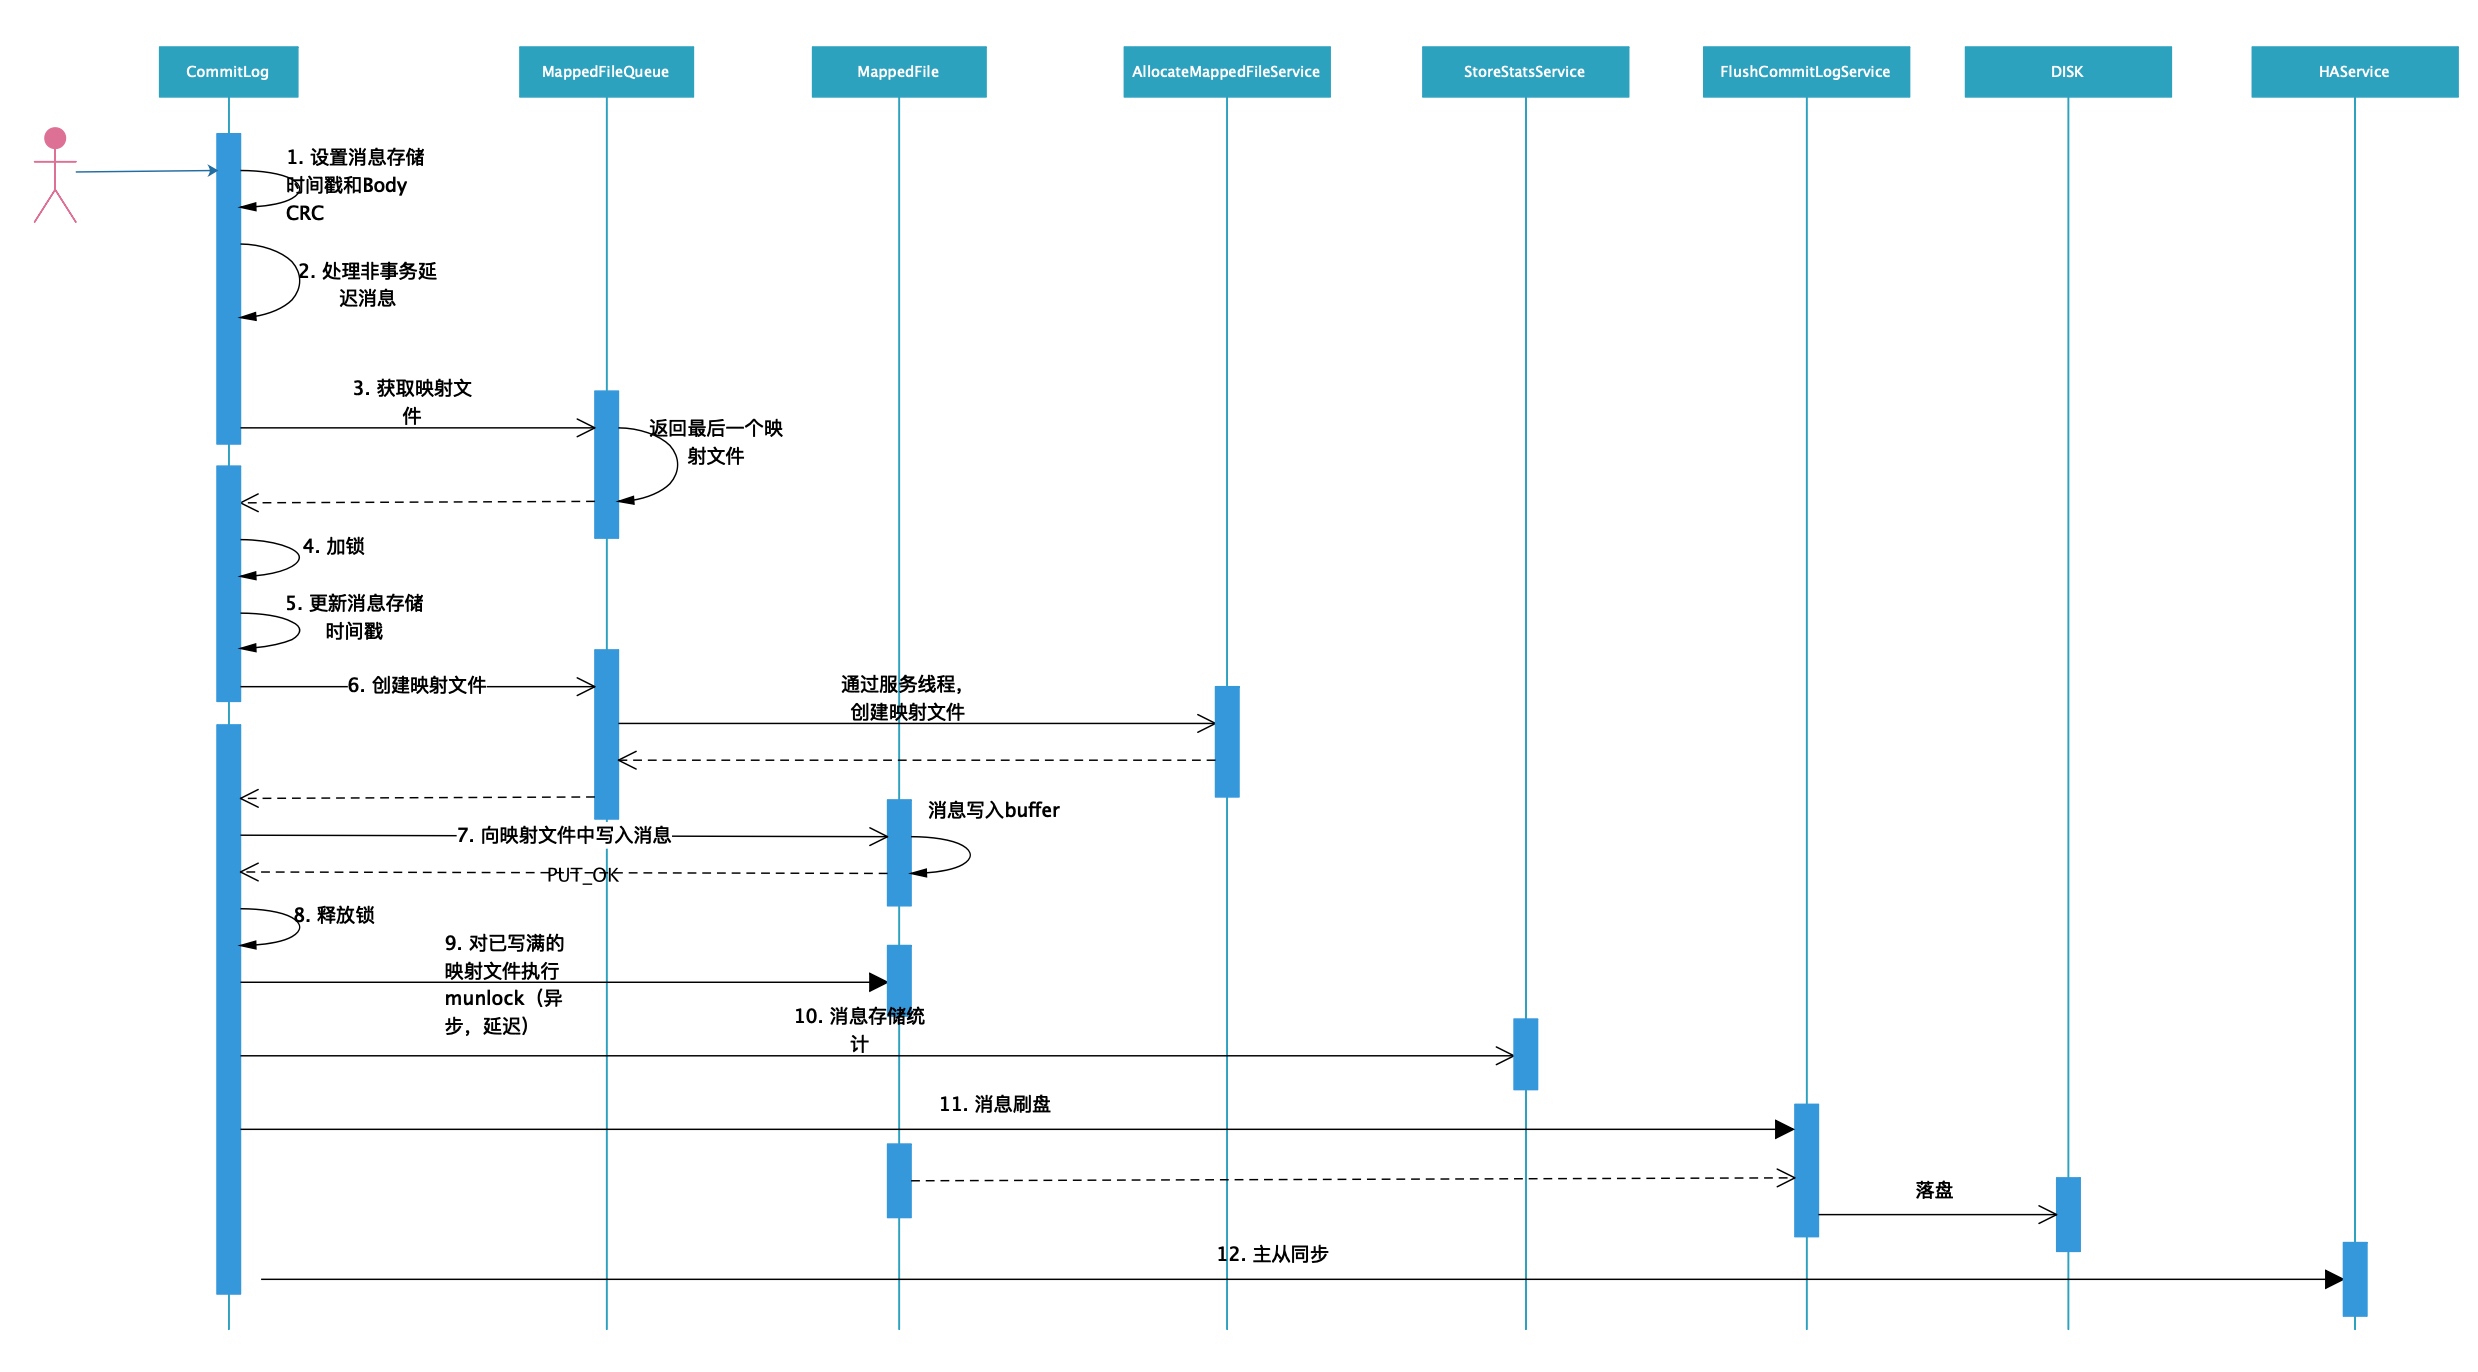 CommitLog
MappedFileQueue
MappedFile
AllocateMappedFileService
StoreStatsService
FlushCommitLogService
DISK
HAService
1. 设置消息存储
时间戳和Body
CRC
2. 处理非事务延
迟消息
3. 获取映射文
件
返回最后一个映
射文件
4. 加锁
5. 更新消息存储
时间戳
6. 创建映射文件
通过服务线程，
创建映射文件
消息写入buffer
7. 向映射文件中写入消息
PUT_OK
8. 释放锁
9. 对已写满的
映射文件执行
munlock（异
步，延迟）
10. 消息存储统
计
11. 消息刷盘
落盘
12. 主从同步